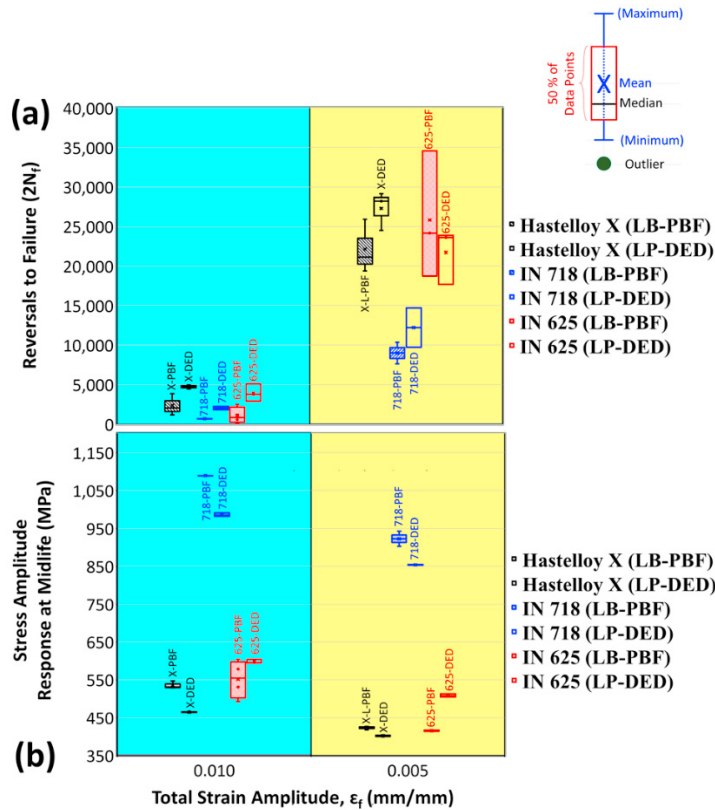 (Maximum)
50 % of
Data Points
Mean
Median
(Minimum)
Outlier
(a)
Reversals to Failure (2Nf)
40,000
35,000
30,000
25,000
20,000
15,000
10,000
5,000
0
X-PBF
X-DED
718-PBF
718-DED
625-PBF
625-DED
X-L-PBF
X-DED
718-PBF
718-DED
625-PBF
625-DED
Hastelloy X (LB-PBF)
Hastelloy X (LP-DED)
IN 718 (LB-PBF)
IN 718 (LP-DED)
IN 625 (LB-PBF)
IN 625 (LP-DED)
(b)
Stress Amplitude
Response at Midlife (MPa)
1,150
1,050
950
850
750
650
550
450
350
X-PBF
X-DED
718-PBF
718-DED
625-PBF
625-DED
X-L-PBF
X-DED
718-PBF
718-DED
625-PBF
625-DED
Hastelloy X (LB-PBF)
Hastelloy X (LP-DED)
IN 718 (LB-PBF)
IN 718 (LP-DED)
IN 625 (LB-PBF)
IN 625 (LP-DED)
0.010
0.005
Total Strain Amplitude, εf (mm/mm)